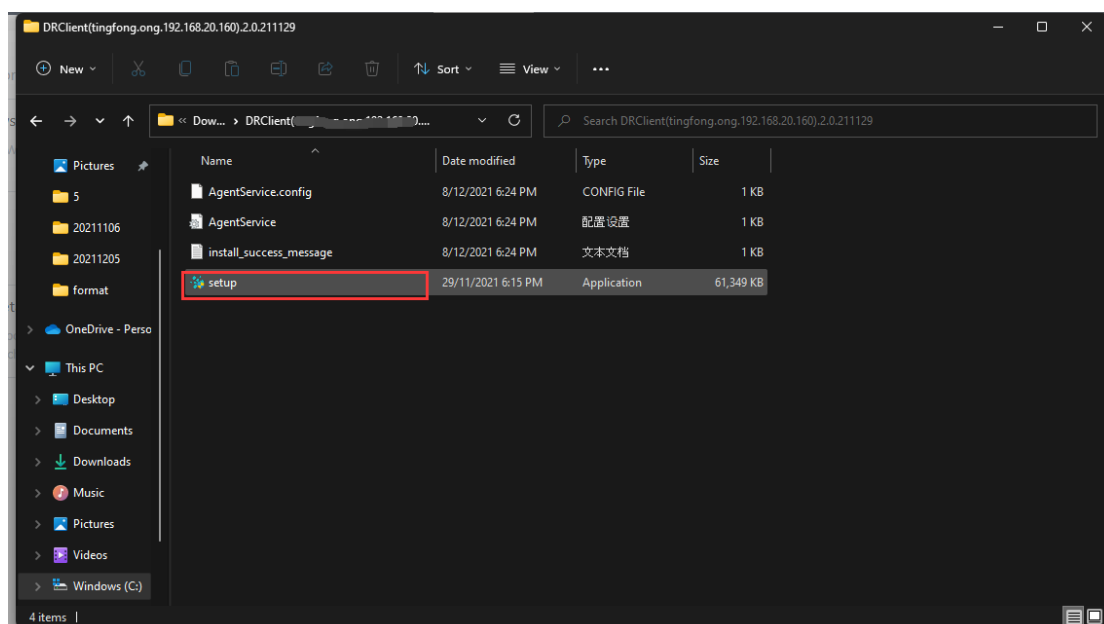 DRClient(tingfong.ong.192.168.20.160).2.0.211129
New Sort View ...
« Dow... > DRClient( .... Search DRClient(tingfong.ong.192.168.20.160).2.0.211129
Name Date modified Type Size
Pictures
5
20211106
20211205
format
OneDrive - Perso
This PC
Desktop
Documents
Downloads
Music
Pictures
Videos
Windows (C:)
AgentService.config 8/12/2021 6:24 PM CONFIG File 1 KB
AgentService 8/12/2021 6:24 PM 配置设置 1 KB
install_success_message 8/12/2021 6:24 PM 文本文档 1 KB
setup 29/11/2021 6:15 PM Application 61,349 KB
4 items